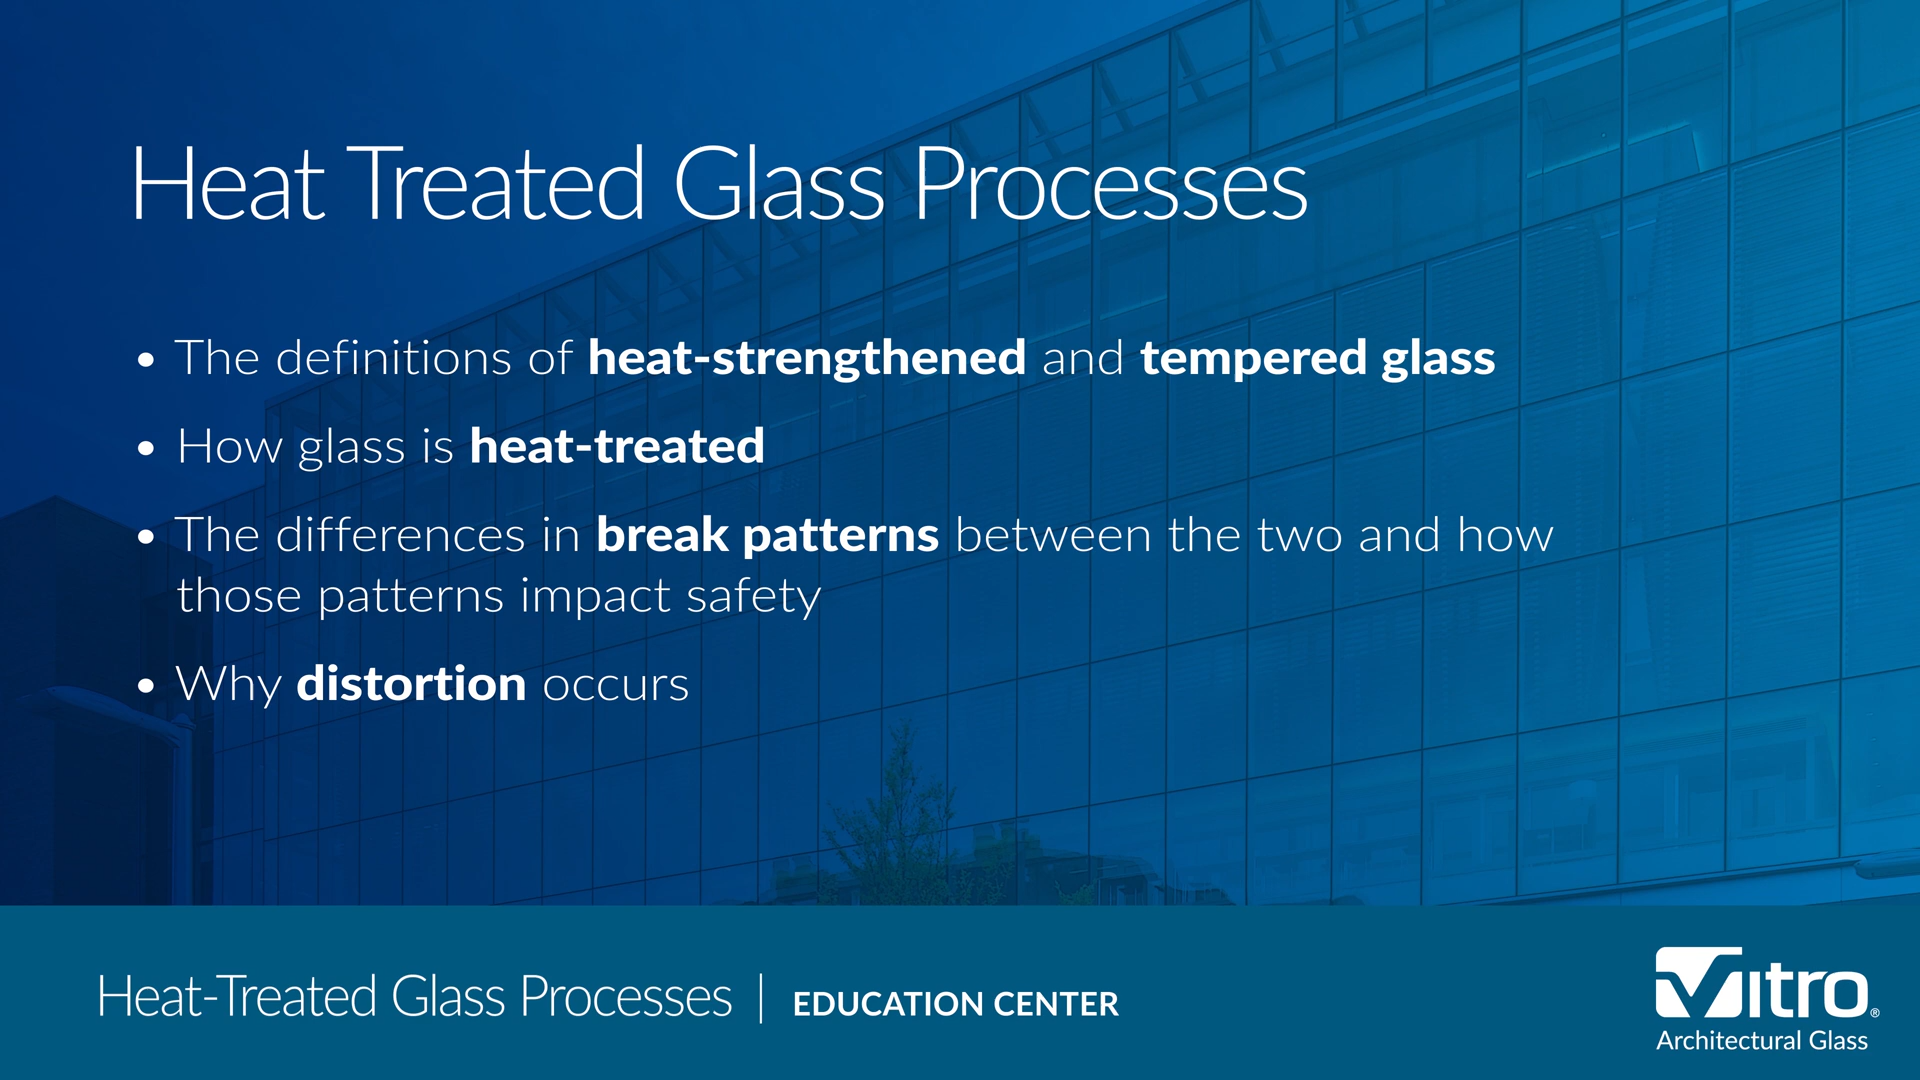 Heat Treated Glass Processes
• The definitions of heat-strengthened and tempered glass
• How glass is heat-treated
• The differences in break patterns between the two and how
those patterns impact safety
• Why distortion occurs
Heat-Treated Glass Processes | EDUCATION CENTER
Vitro®
Architectural Glass